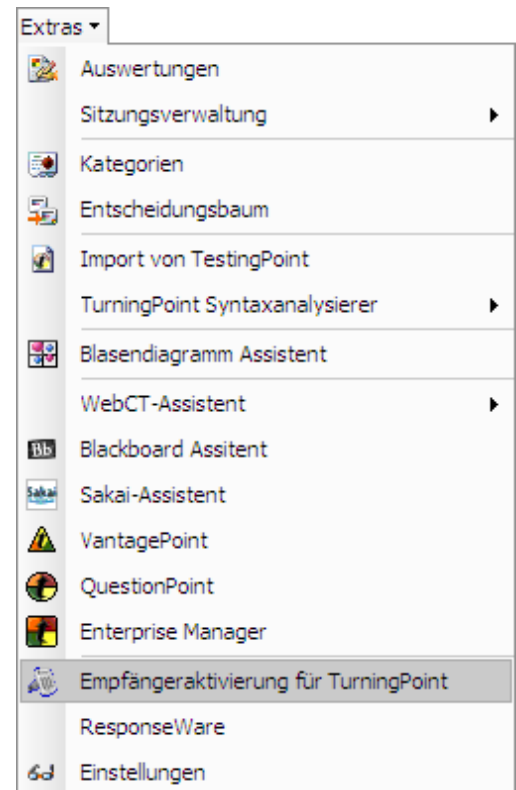 Extras
Auswertungen
Sitzungsverwaltung
Kategorien
Entscheidungsbaum
Import von TestingPoint
TurningPoint Syntaxanalysierer
Blasendiagramm Assistent
WebCT-Assistent
Bb Blackboard Assitent
Sakai Sakai-Assistent
VantagePoint
QuestionPoint
Enterprise Manager
Empfängeraktivierung für TurningPoint
ResponseWare
Einstellungen